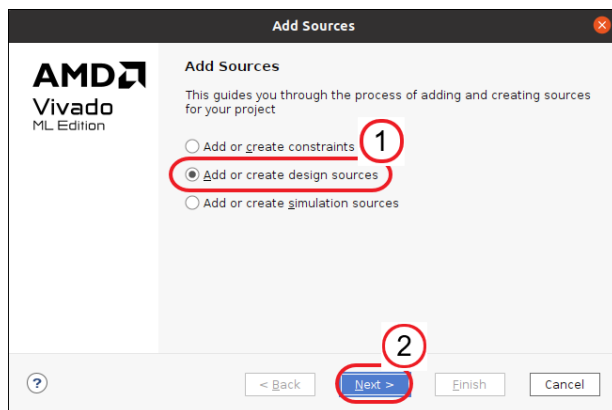 Add Sources
AMD
Vivado
ML Edition
Add Sources
This guides you through the process of adding and creating sources
for your project
Add or create constraints
1
Add or create design sources
Add or create simulation sources
2
?
< Back
Next >
Finish
Cancel